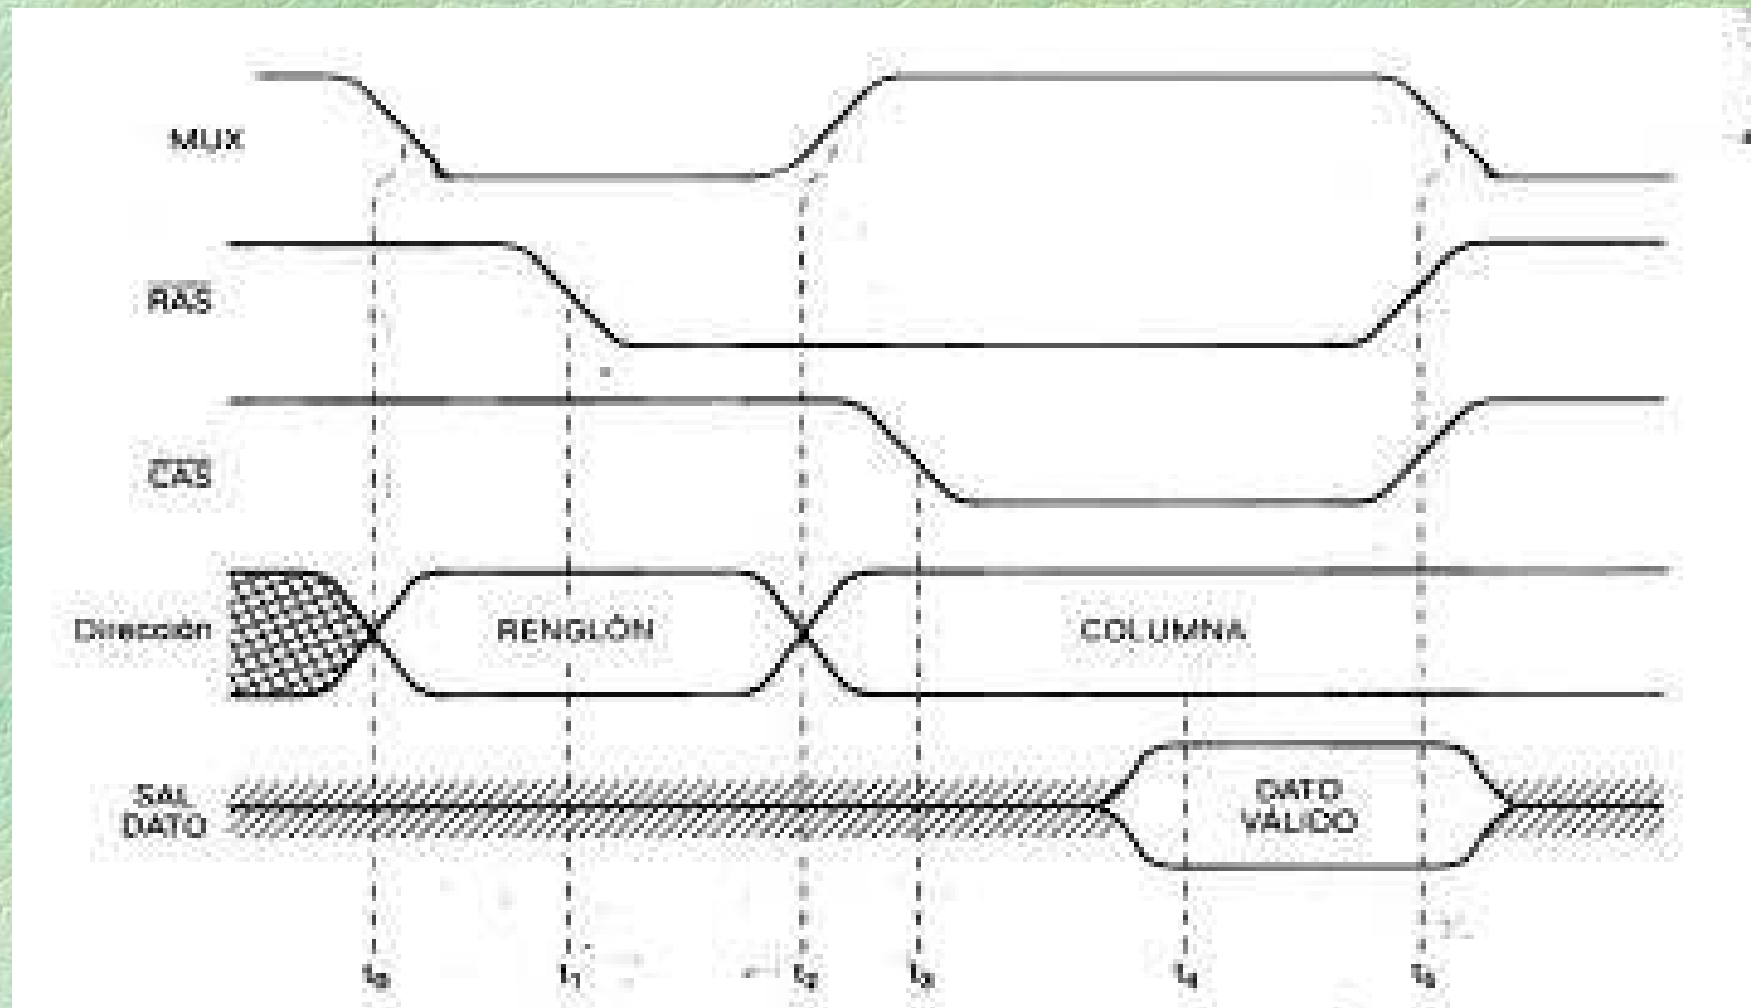 MUX
RAS
CAS
Dirección
RENGLÓN
COLUMNA
SAL
DATO
DATO
VÁLIDO
t0 t1 t2 t3 t4 t5